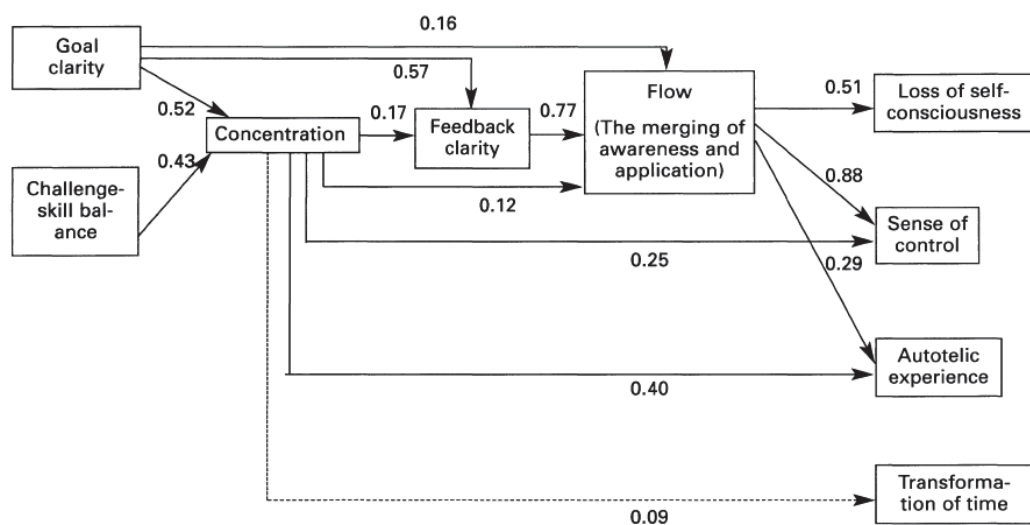 0.16
Goal
clarity
0.57
0.52
Concentration
0.17
Feedback
clarity
0.77
Flow
(The merging of
awareness and
application)
0.51
Loss of self-
consciousness
0.43
Challenge-
skill bal-
ance
0.12
0.88
Sense of
control
0.25
0.29
Autotelic
experience
0.40
Transforma-
tion of time
0.09